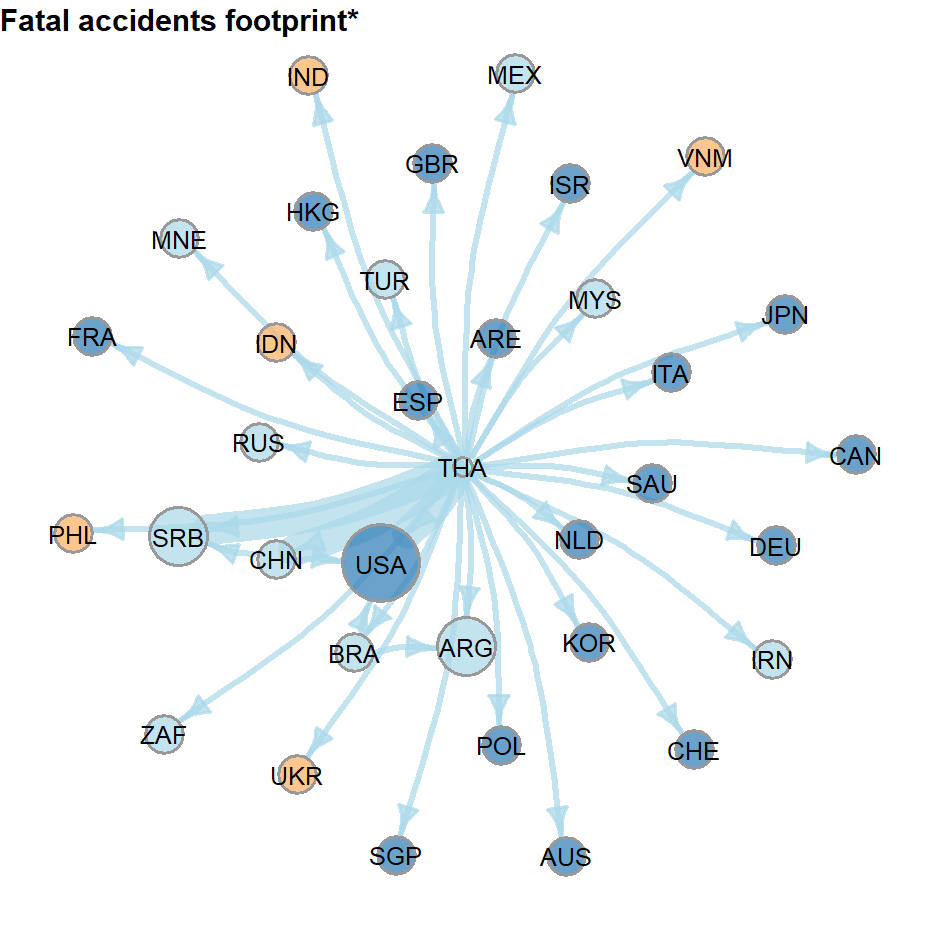 Fatal accidents footprint*
IND
MEX
GBR
VNM
ISR
HKG
MNE
TUR
MYS
JPN
FRA
IDN
ARE
ITA
ESP
RUS
THA
CAN
SAU
PHL
SRB
CHN
USA
NLD
DEU
BRA
ARG
KOR
IRN
ZAF
UKR
POL
CHE
SGP
AUS